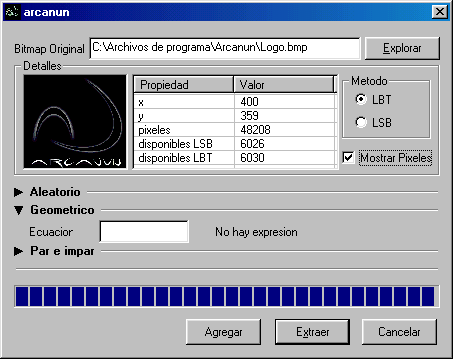 arcanun
Bitmap Original C:\Archivos de programa\Arcanun\Logo.bmp Explorar
Detalles
ARCANUN
Propiedad Valor
x 400
y 359
pixeles 48208
disponibles LSB 6026
disponibles LBT 6030
Metodo
LBT
LSB
Mostrar Pixeles
Aleatorio
Geometrico
Ecuacior No hay expresion
Par e impar
Agregar Extraer Cancelar